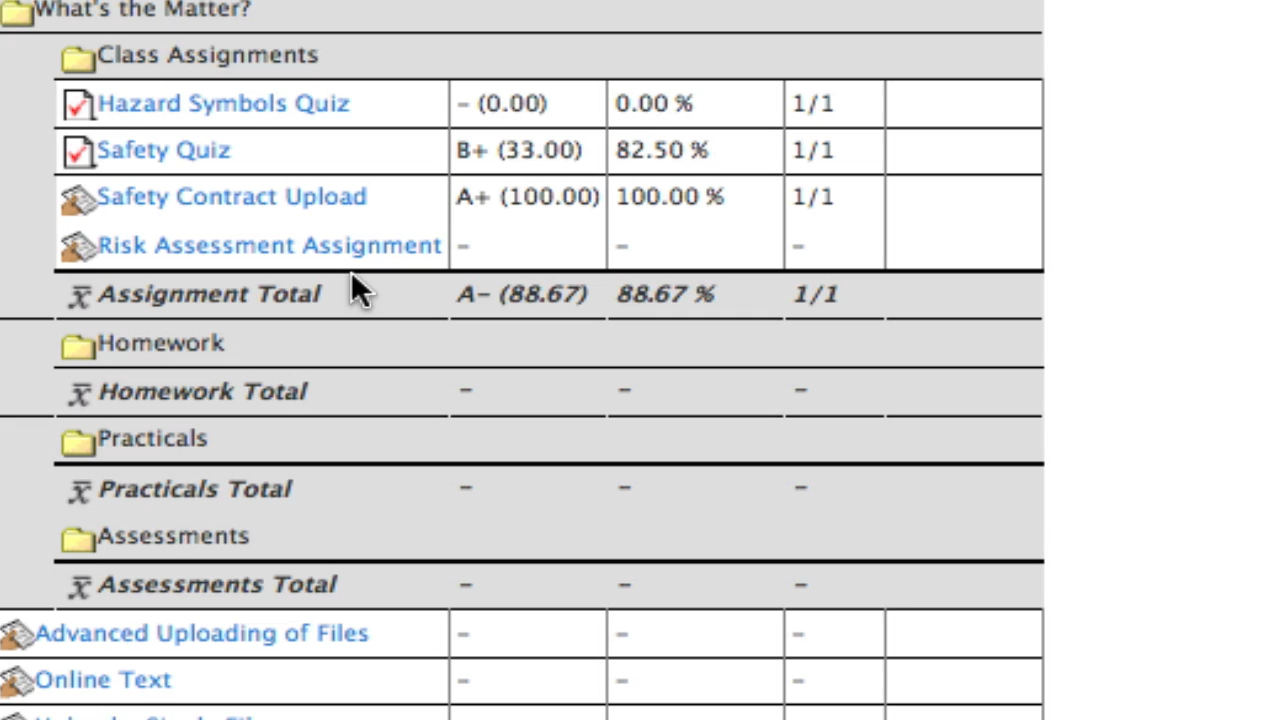 What's the Matter?
Class Assignments
Hazard Symbols Quiz – (0.00) 0.00 % 1/1
Safety Quiz B+ (33.00) 82.50 % 1/1
Safety Contract Upload A+ (100.00) 100.00 % 1/1
Risk Assessment Assignment – – –
x̅ Assignment Total A– (88.67) 88.67 % 1/1
Homework
x̅ Homework Total – – –
Practicals
x̅ Practicals Total – – –
Assessments
x̅ Assessments Total – – –
Advanced Uploading of Files – – –
Online Text – – –